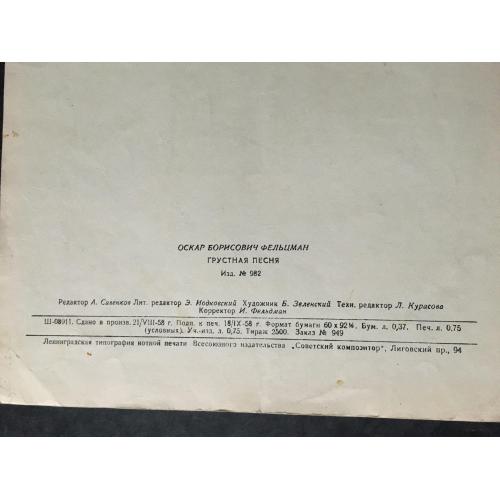 ОСКАР БОРИСОВИЧ ФЕЛЬЦМАН
ГРУСТНАЯ ПЕСНЯ
Изд. № 982
Редактор А. Савенков Лит. редактор Э. Иодковский Художник Б. Зеленский Техн. редактор Л. Курасова
Корректор И. Фельдман
Ш-08911. Сдано в произв. 21/VIII-58 г. Подп. к печ. 18/IX-58 г. Формат бумаги 60 х 92⅛. Бум. л. 0,37. Печ. л. 0,75
(условных). Уч.-изд. л. 0,75. Тираж 2500. Заказ № 949
Ленинградская типография нотной печати Всесоюзного издательства „Советский композитор“, Лиговский пр., 94